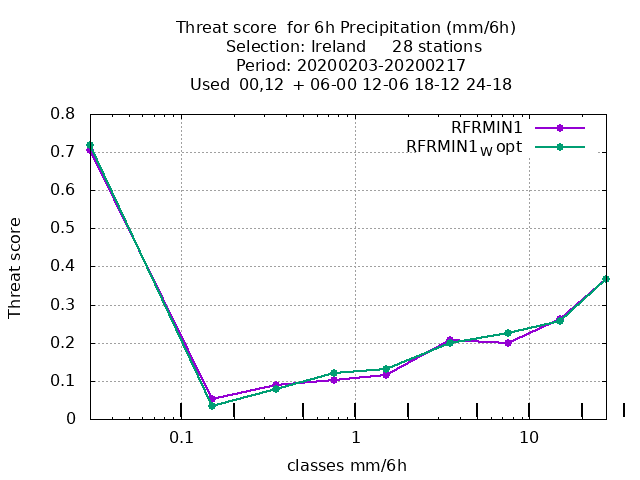 Threat score  for 6h Precipitation (mm/6h)
Selection: Ireland     28 stations
Period: 20200203-20200217
Used  00,12  + 06-00 12-06 18-12 24-18
RFRMIN1
RFRMIN1W opt
0.8
0.7
0.6
0.5
0.4
0.3
0.2
0.1
0
Threat score
0.1 1 10
classes mm/6h